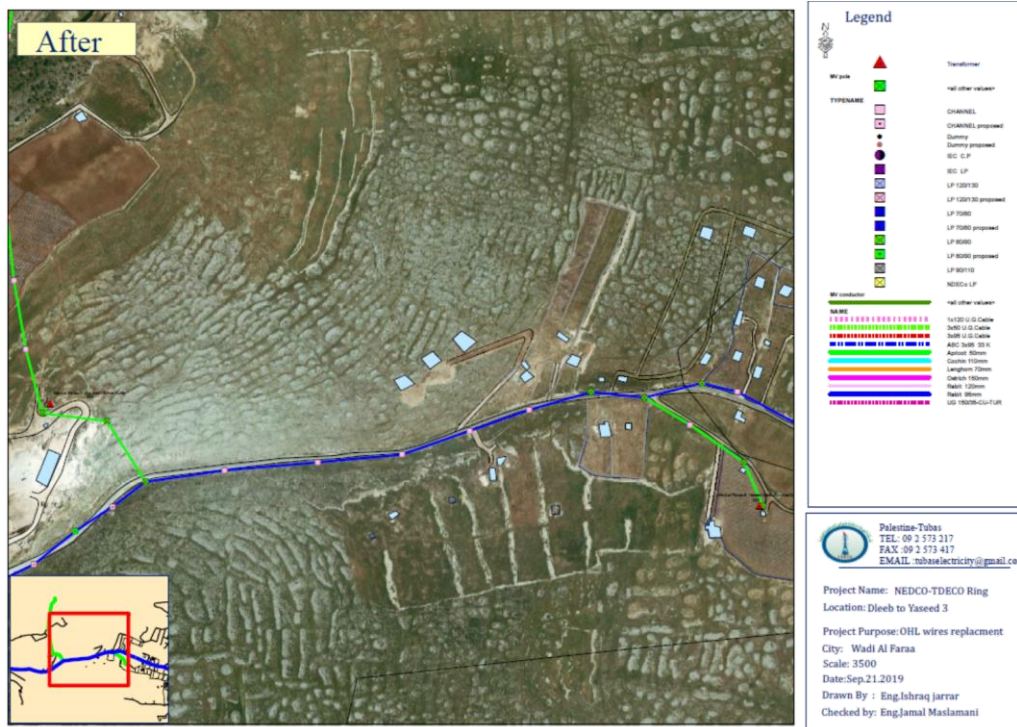 After
Legend
Transformer
MV pole
<all other values>
TYPENAME
CHANNEL
CHANNEL proposed
Dummy
Dummy proposed
IEC C.P
IEC LP
LP 120/130
LP 120/130 proposed
LP 70/80
LP 70/80 proposed
LP 80/90
LP 80/90 proposed
LP 90/110
NDECo LP
MV conductor
<all other values>
NAME
1x120 U.G.Cable
3x50 U.G.Cable
3x95 U.G.Cable
ABC 3x95 33 K
Apricot 50mm
Cochin 110mm
Langhorn 70mm
Ostrich 150mm
Rabit 120mm
Rabit 95mm
UG 150/35-CU-TUR
Palestine-Tubas
TEL: 09 2 573 217
FAX :09 2 573 417
EMAIL :tubaselectricity@gmail.co
Project Name: NEDCO-TDECO Ring
Location: Dleeb to Yaseed 3
Project Purpose:OHL wires replacment
City: Wadi Al Faraa
Scale: 3500
Date:Sep.21.2019
Drawn By : Eng.Ishraq jarrar
Checked by: Eng.Jamal Maslamani